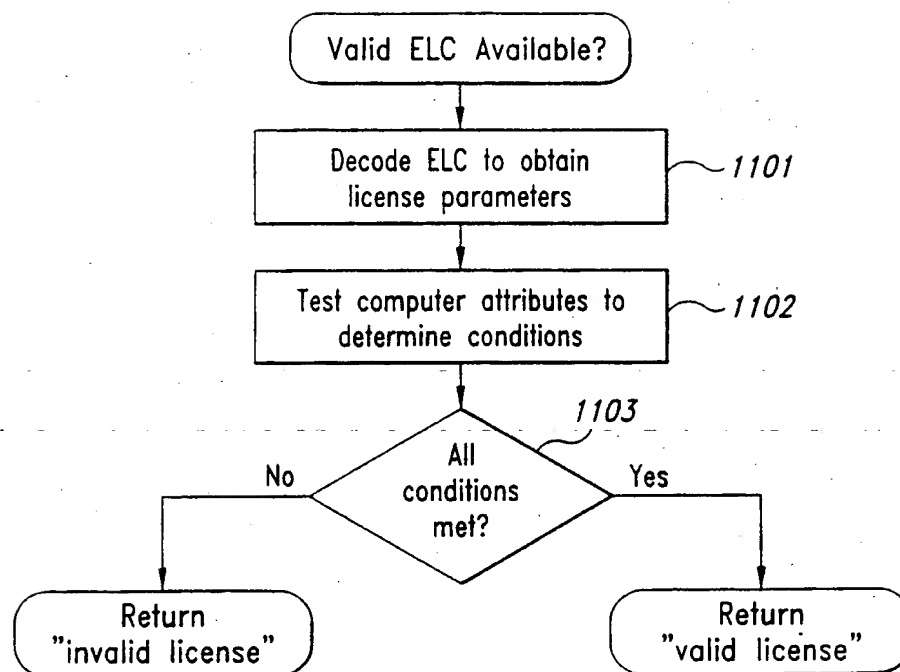 Valid ELC Available?
Decode ELC to obtain
license parameters
1101
Test computer attributes to
determine conditions
1102
1103
All
conditions
met?
No
Yes
Return
"invalid license"
Return
"valid license"